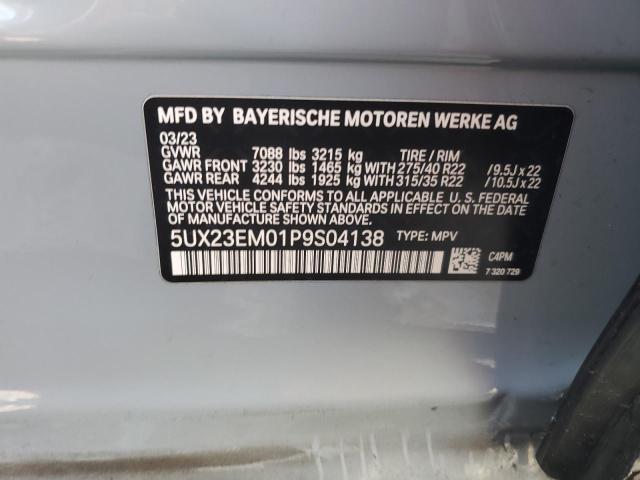 MFD BY BAYERISCHE MOTOREN WERKE AG
03/23
GVWR 7088 lbs 3215 kg TIRE / RIM
GAWR FRONT 3230 lbs 1465 kg WITH 275/40 R22 / 9.5J x 22
GAWR REAR 4244 lbs 1925 kg WITH 315/35 R22 / 10.5J x 22
THIS VEHICLE CONFORMS TO ALL APPLICABLE U. S. FEDERAL
MOTOR VEHICLE SAFETY STANDARDS IN EFFECT ON THE DATE
OF MANUFACTURE SHOWN ABOVE.
5UX23EM01P9S04138 TYPE: MPV
C4PM
7 320 729